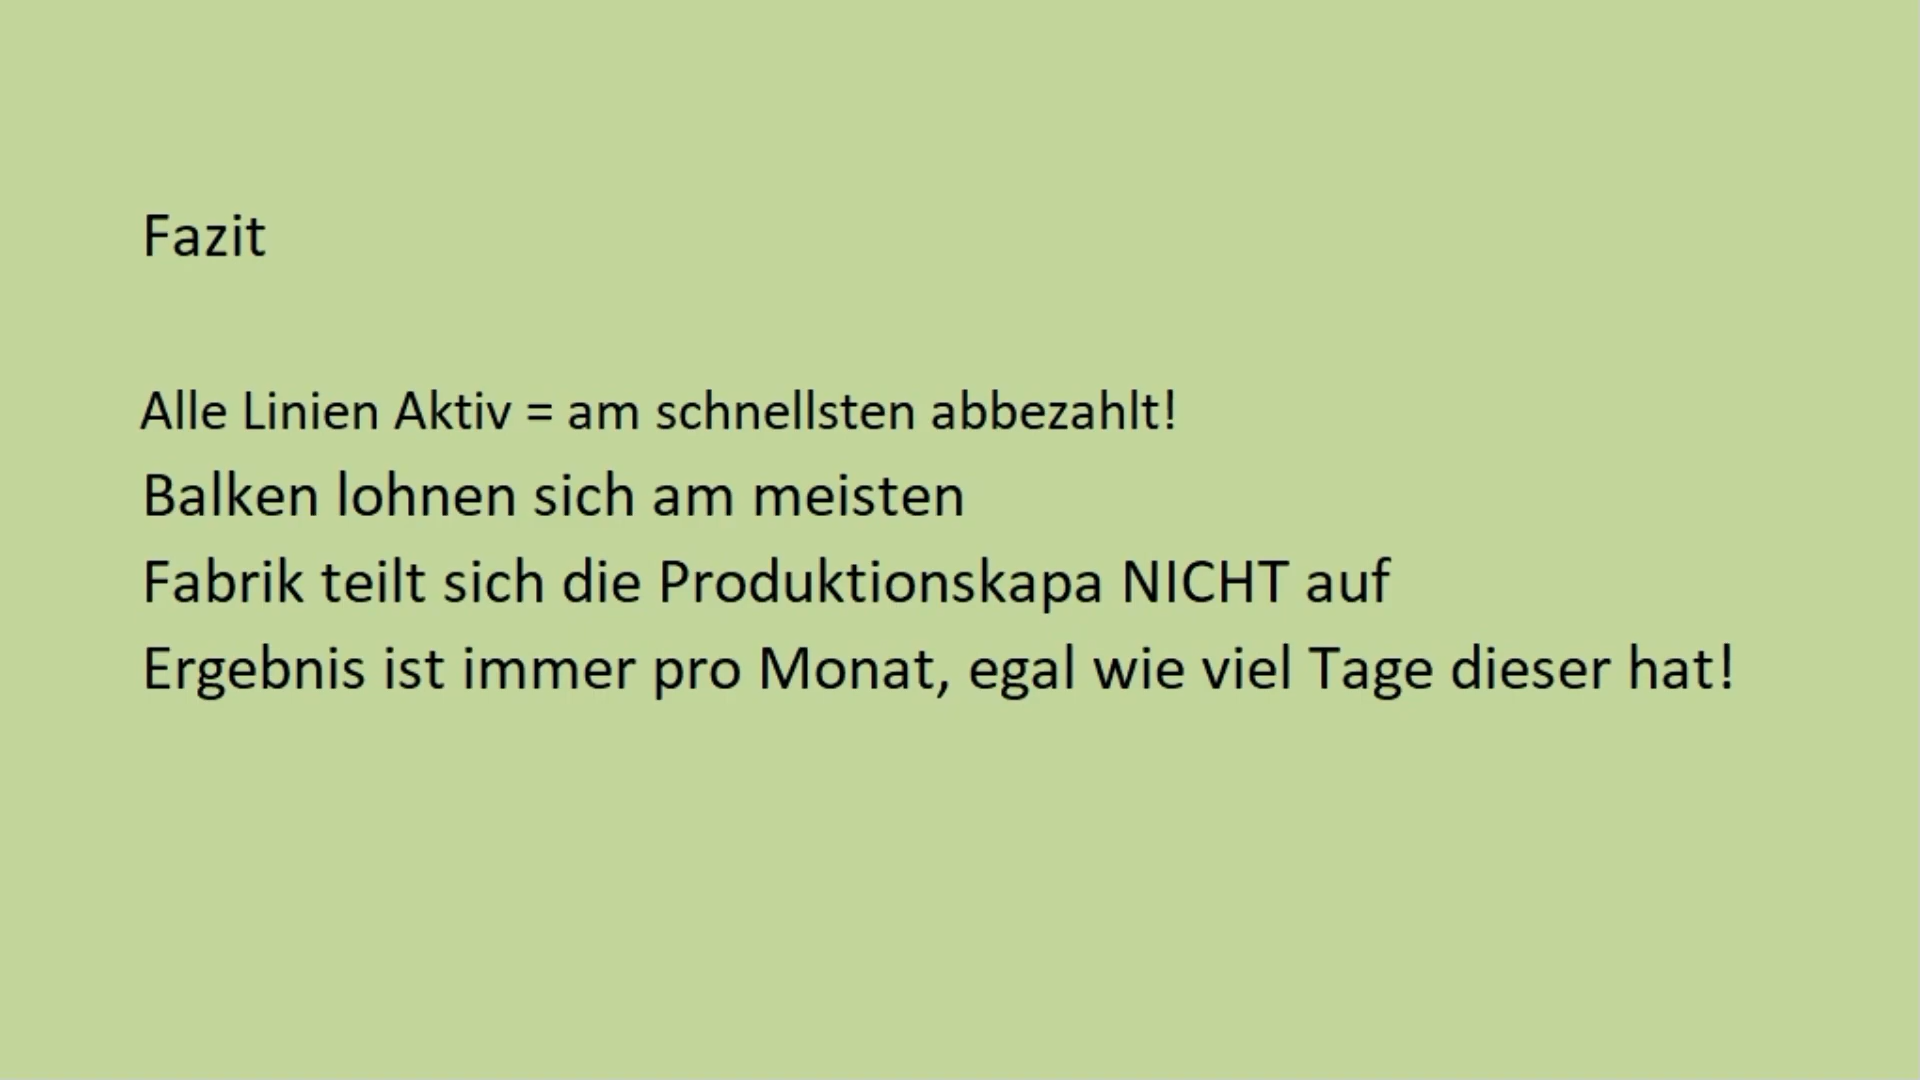 Fazit
Alle Linien Aktiv = am schnellsten abbezahlt!
Balken lohnen sich am meisten
Fabrik teilt sich die Produktionskapa NICHT auf
Ergebnis ist immer pro Monat, egal wie viel Tage dieser hat!